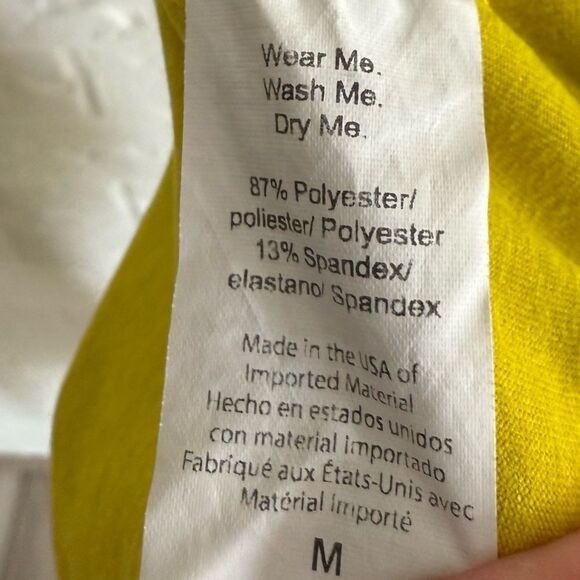 Wear Me.
Wash Me.
Dry Me.
87% Polyester/
poliester/ Polyester
13% Spandex/
elastano/ Spandex
Made in the USA of
Imported Material
Hecho en estados unidos
con material importado
Fabriqué aux États-Unis avec
Matérial importé
M